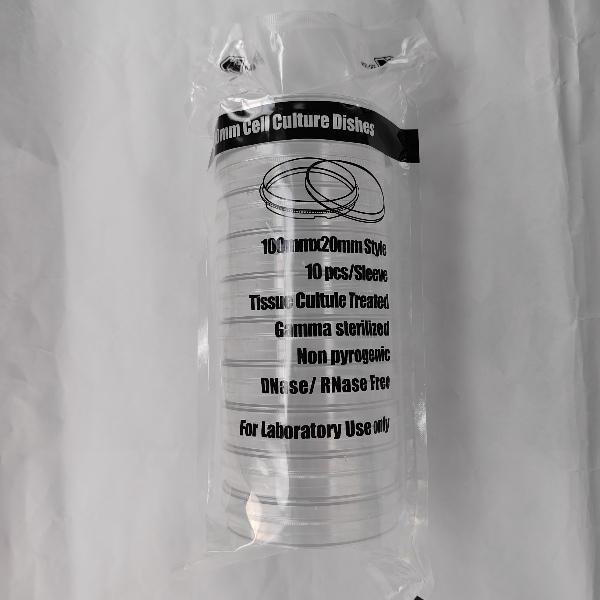 mm Cell Culture Dishes
100mmx20mm Style
10 pcs/Sleeve
Tissue Cultule Treated.
Gamma sterilized
Non pyrogenic
DNase/ RNase Free
For Laboratory Use only